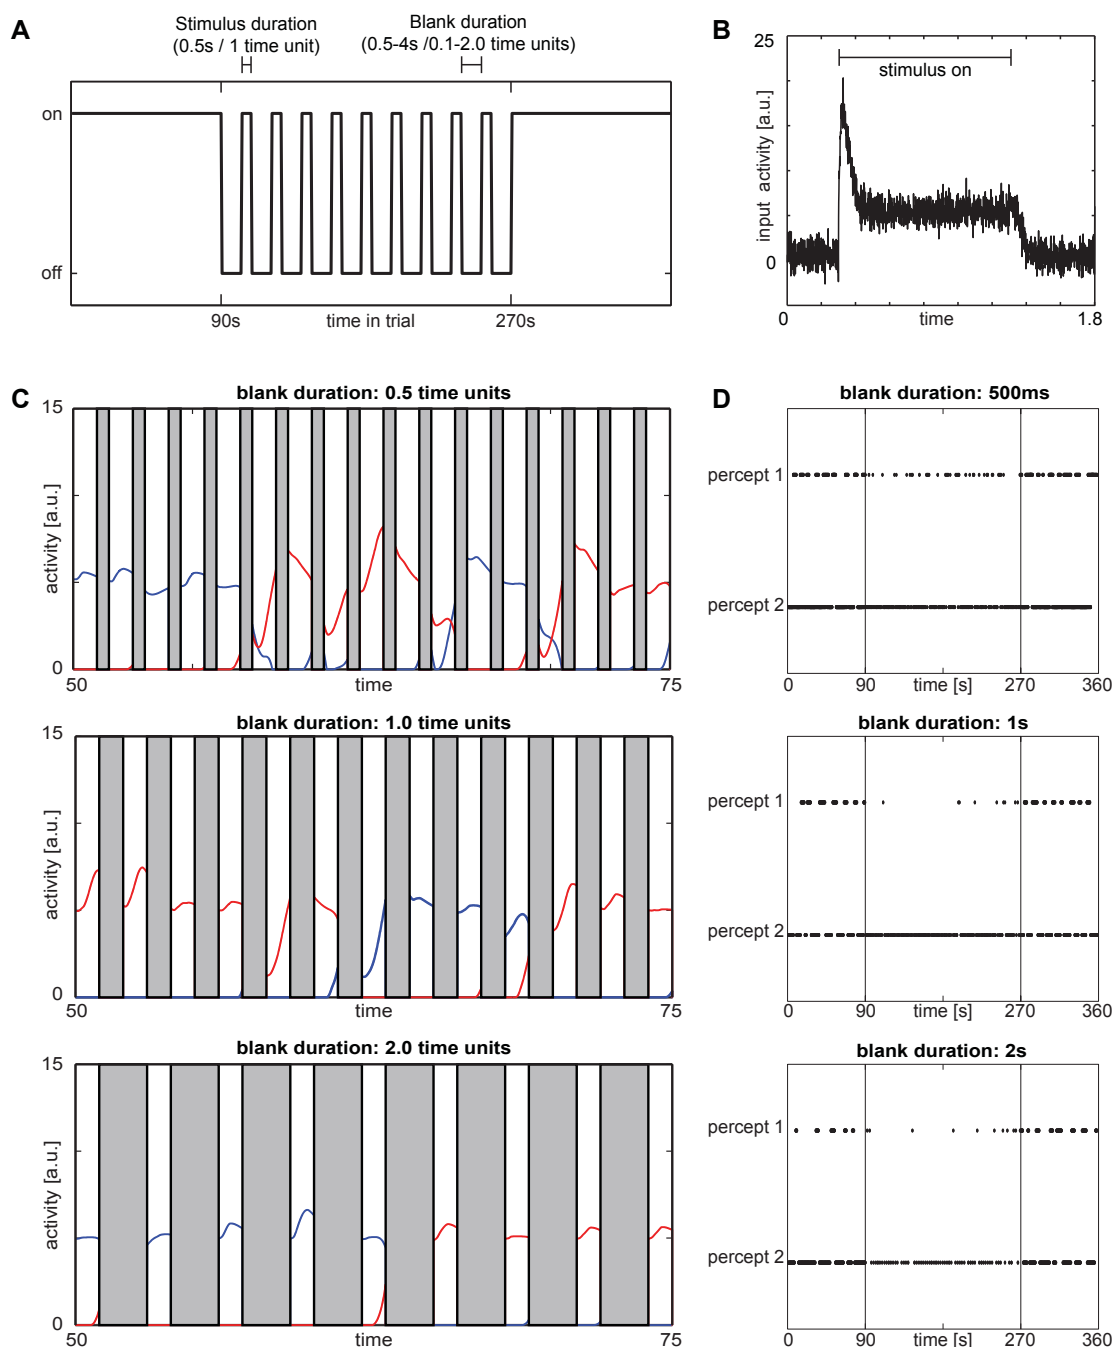 A
Stimulus duration
(0.5s / 1 time unit)
Blank duration
(0.5-4s /0.1-2.0 time units)
on
off
90s
time in trial
270s
B
25
stimulus on
input activity [a.u.]
0
0
time
1.8
C
blank duration: 0.5 time units
15
activity [a.u.]
0
50
time
75
blank duration: 1.0 time units
15
activity [a.u.]
0
50
time
75
blank duration: 2.0 time units
15
activity [a.u.]
0
50
time
75
D
blank duration: 500ms
percept 1
percept 2
0
90
time [s]
270
360
blank duration: 1s
percept 1
percept 2
0
90
time [s]
270
360
blank duration: 2s
percept 1
percept 2
0
90
time [s]
270
360